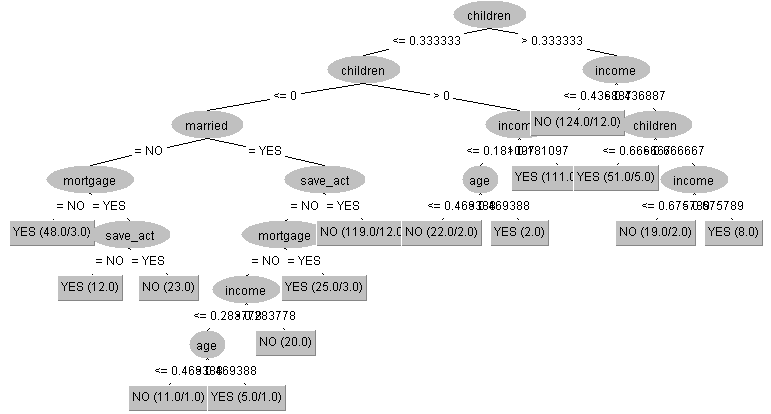 children
<= 0.333333 > 0.333333
children income
<= 0 > 0 <= 0.436887
married NO (124.0/12.0) children
= NO = YES <= 0.181097
mortgage save_act age YES (51.0/5.0) income
= NO = YES = NO = YES <= 0.469388
YES (48.0/3.0) save_act mortgage NO (119.0/12.0 NO (22.0/2.0) YES (2.0) NO (19.0/2.0) YES (8.0)
= NO = YES = NO = YES
YES (12.0) NO (23.0) income YES (25.0/3.0)
<= 0.283778
age NO (20.0)
<= 0.469388
NO (11.0/1.0) YES (5.0/1.0)